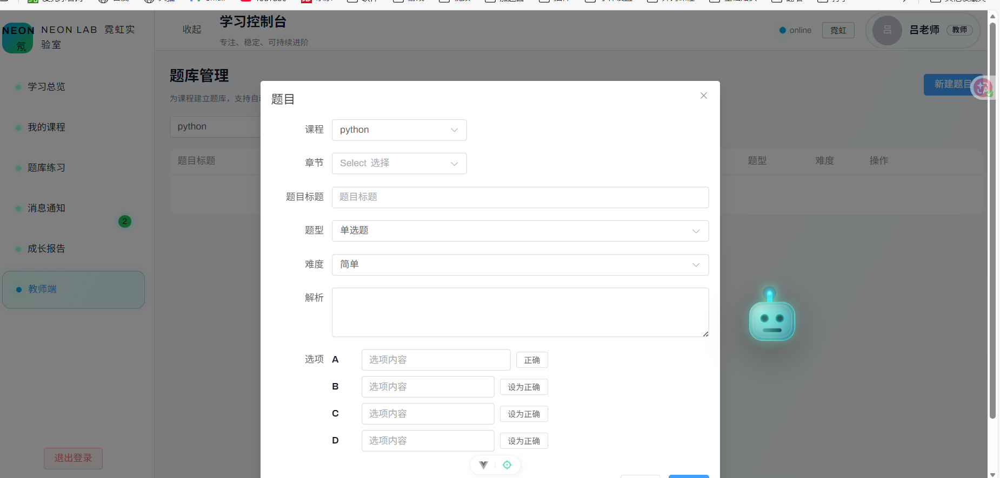 NEON
氖
NEON LAB 霓虹实
验室
收起
学习控制台
专注、稳定、可持续进阶
online
霓虹
吕
吕老师
教师
学习总览
我的课程
题库练习
消息通知
2
成长报告
教师端
退出登录
题库管理
为课程建立题库，支持自
新建题目
python
题目标题
题型
难度
操作
题目
课程
python
章节
Select 选择
题目标题
题目标题
题型
单选题
难度
简单
解析
选项
A
选项内容
正确
B
选项内容
设为正确
C
选项内容
设为正确
D
选项内容
设为正确